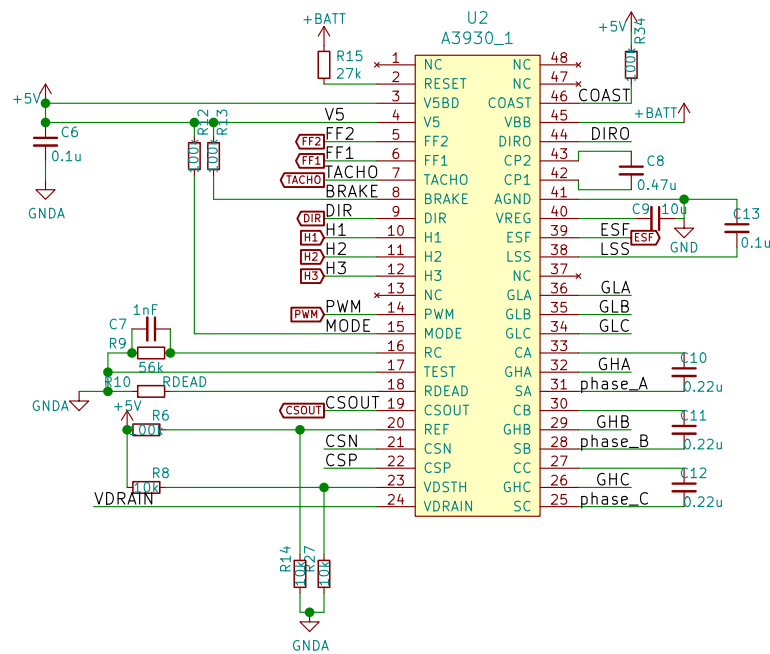 U2
A3930_1
+BATT
R15
27k
+5V
R34
100k
1 NC
2 RESET
3 V5BD
4 V5
5 FF2
6 FF1
7 TACHO
8 BRAKE
9 DIR
10 H1
11 H2
12 H3
13 NC
14 PWM
15 MODE
16 RC
17 TEST
18 RDEAD
19 CSOUT
20 REF
21 CSN
22 CSP
23 VDSTH
24 VDRAIN
NC 48
NC 47
COAST 46
VBB 45
DIRO 44
CP2 43
CP1 42
AGND 41
VREG 40
ESF 39
LSS 38
NC 37
GLA 36
GLB 35
GLC 34
CA 33
GHA 32
SA 31
CB 30
GHB 29
SB 28
CC 27
GHC 26
SC 25
+5V
C6
0.1u
GNDA
R12
R13
V5
FF2 FF2
FF1 FF1
TACHO TACHO
BRAKE
DIR DIR
H1 H1
H2 H2
H3 H3
PWM PWM
MODE
1nF
C7
R9
56k
R10
RDEAD
GNDA
CSOUT CSOUT
+5V
R6
CSN
CSP
R8
10k
VDRAIN
R14
10k
R27
10k
GNDA
COAST
+BATT
DIRO
C8
0.47u
C9
10u
GND
C13
0.1u
ESF ESF
LSS
GLA
GLB
GLC
C10
GHA
0.22u
phase_A
C11
GHB
0.22u
phase_B
C12
GHC
0.22u
phase_C